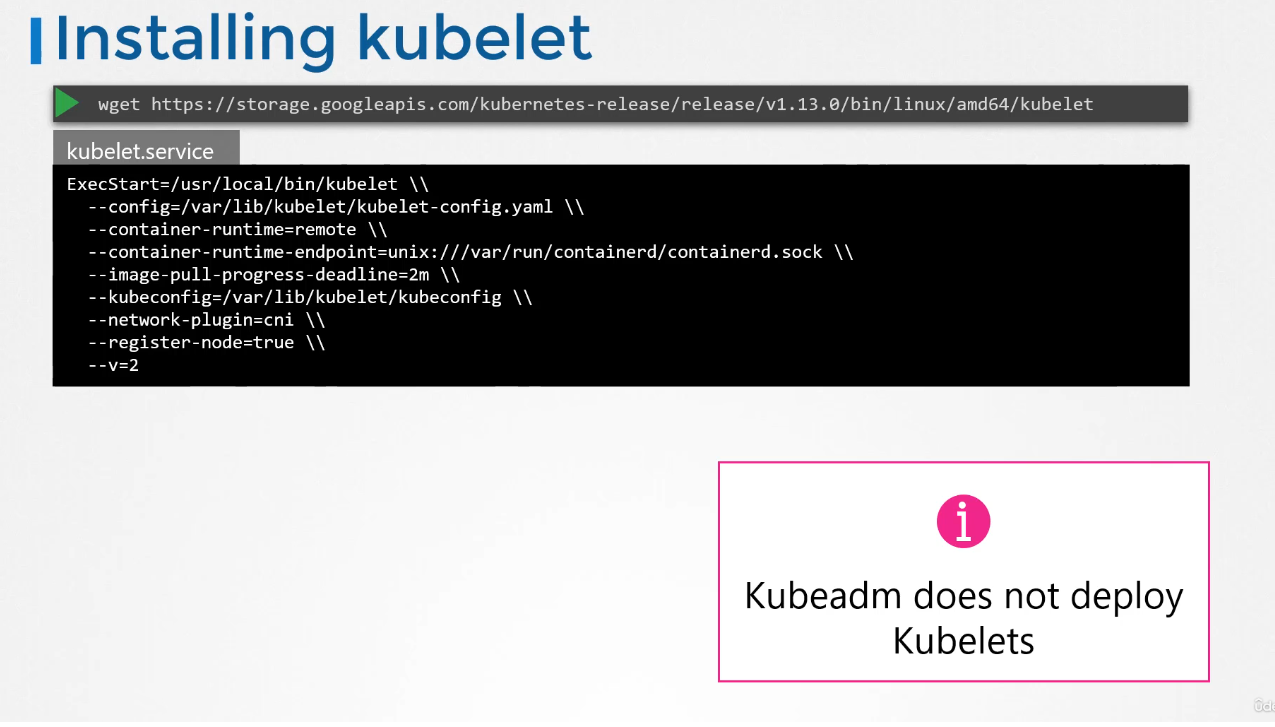 Installing kubelet
wget https://storage.googleapis.com/kubernetes-release/release/v1.13.0/bin/linux/amd64/kubelet
kubelet.service
ExecStart=/usr/local/bin/kubelet \\
--config=/var/lib/kubelet/kubelet-config.yaml \\
--container-runtime=remote \\
--container-runtime-endpoint=unix:///var/run/containerd/containerd.sock \\
--image-pull-progress-deadline=2m \\
--kubeconfig=/var/lib/kubelet/kubeconfig \\
--network-plugin=cni \\
--register-node=true \\
--v=2
i
Kubeadm does not deploy
Kubelets